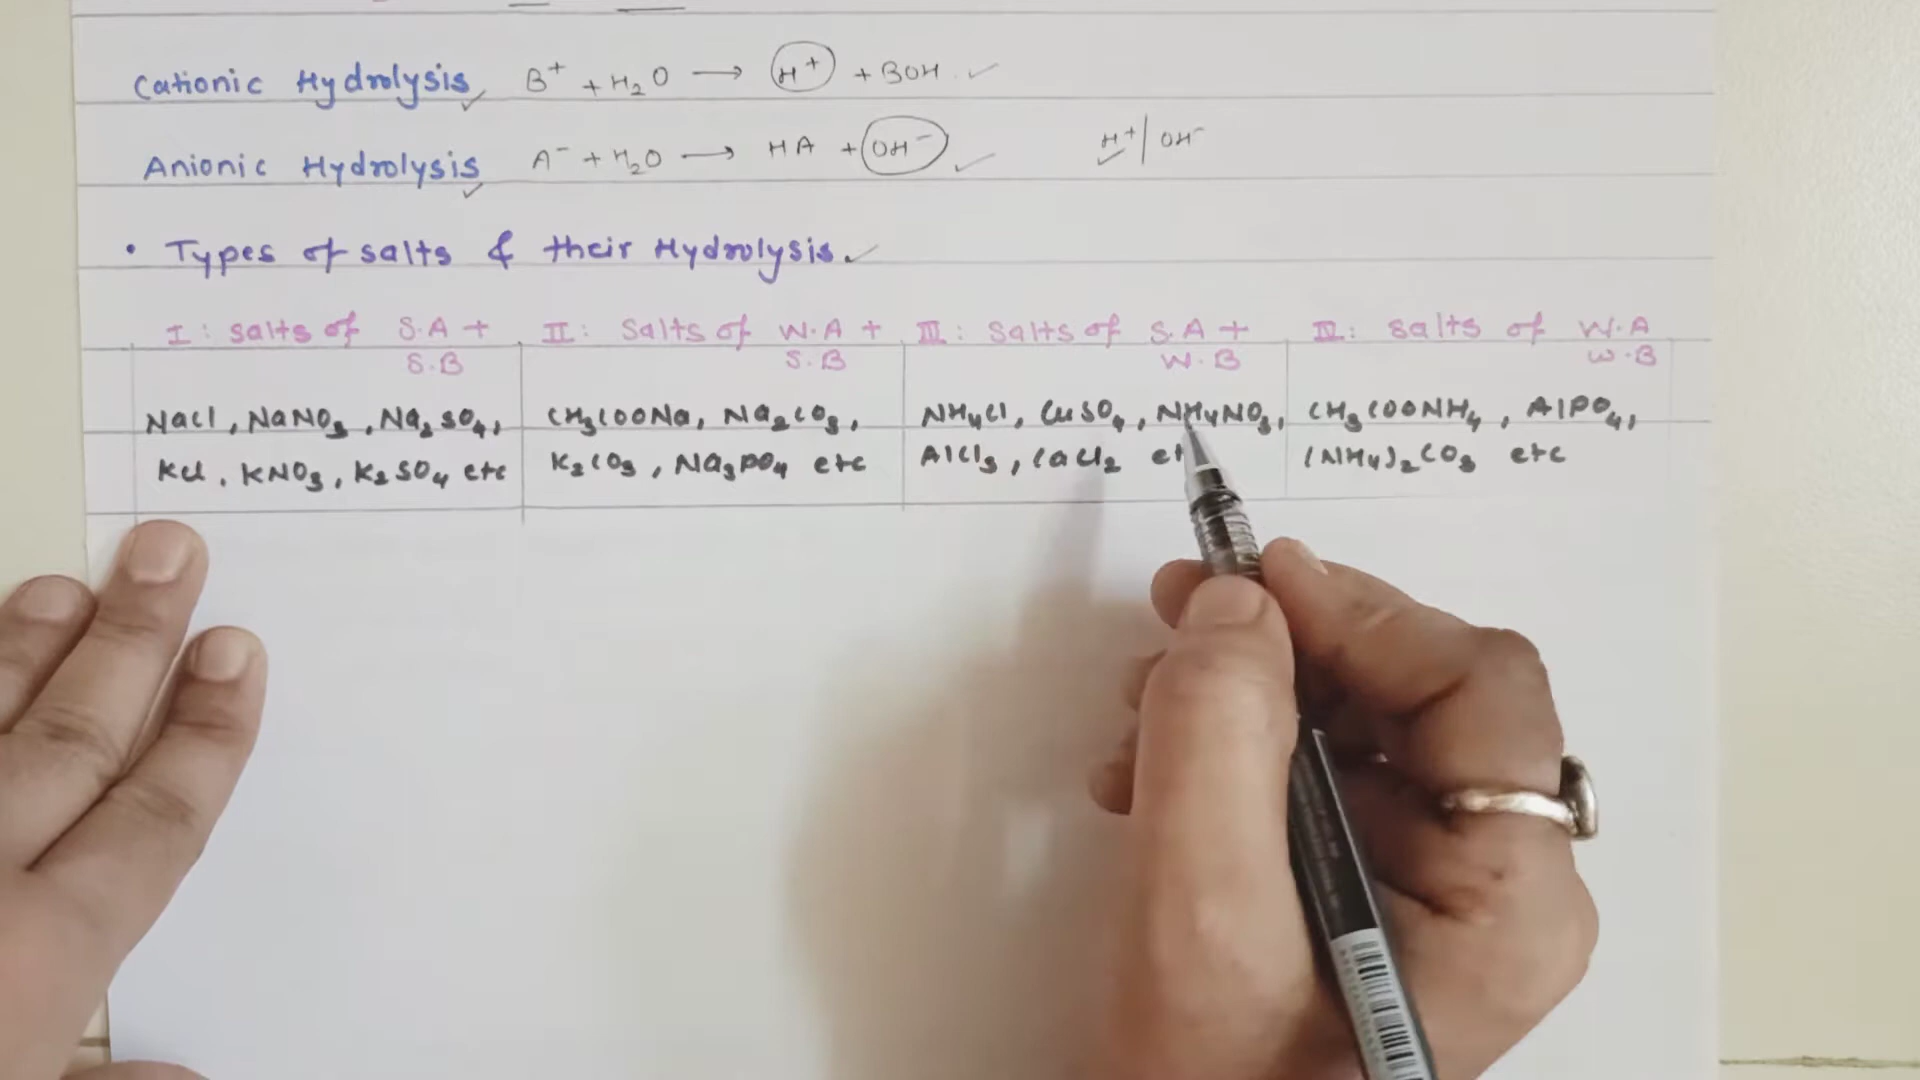 Cationic Hydrolysis B⁺ + H₂O → H⁺ + BOH
Anionic Hydrolysis A⁻ + H₂O → HA + OH⁻ H⁺ | OH⁻
• Types of salts & their Hydrolysis.
I : salts of S.A + S.B
NaCl, NaNO₃, Na₂SO₄,
KCl, KNO₃, K₂SO₄ etc
II : Salts of W.A + S.B
CH₃COONa, Na₂CO₃,
K₂CO₃, Na₃PO₄ etc
III : Salts of S.A + W.B
NH₄Cl, CuSO₄, NH₄NO₃,
AlCl₃, CaCl₂
IV : salts of W.A W.B
CH₃COONH₄, AlPO₄,
(NH₄)₂CO₃ etc